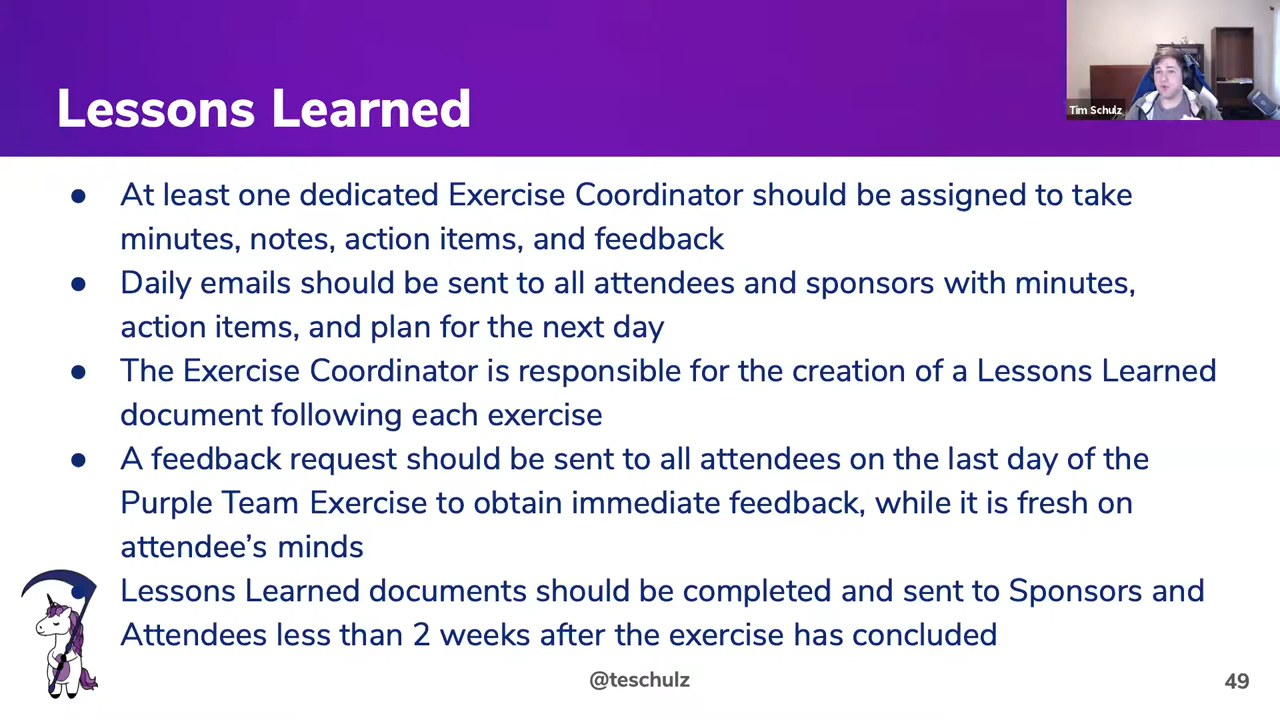 Lessons Learned
Tim Schulz
● At least one dedicated Exercise Coordinator should be assigned to take
minutes, notes, action items, and feedback
● Daily emails should be sent to all attendees and sponsors with minutes,
action items, and plan for the next day
● The Exercise Coordinator is responsible for the creation of a Lessons Learned
document following each exercise
● A feedback request should be sent to all attendees on the last day of the
Purple Team Exercise to obtain immediate feedback, while it is fresh on
attendee's minds
● Lessons Learned documents should be completed and sent to Sponsors and
Attendees less than 2 weeks after the exercise has concluded
@teschulz
49